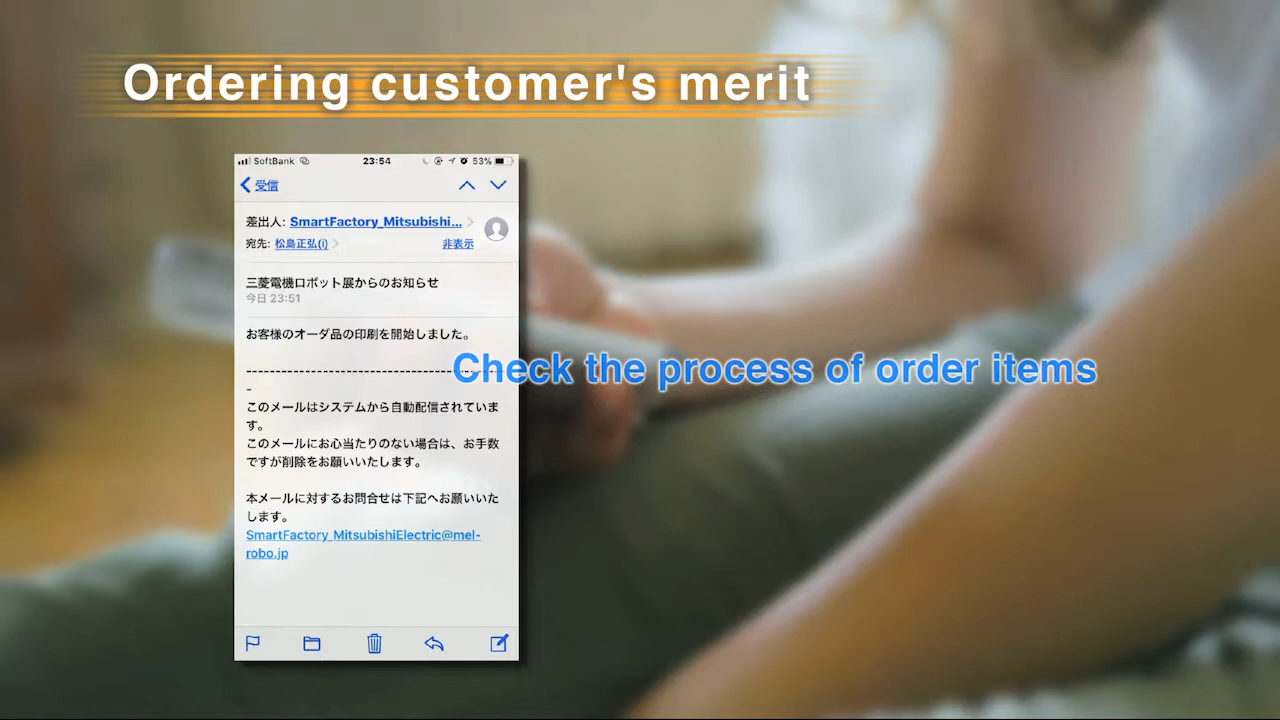 Ordering customer's merit
SoftBank 23:54 53%
受信
差出人: SmartFactory_Mitsubishi...
宛先: 松島正弘(i) 非表示
三菱電機ロボット展からのお知らせ
今日 23:51
お客様のオーダ品の印刷を開始しました。
Check the process of order items
-
このメールはシステムから自動配信されていま
す。
このメールにお心当たりのない場合は、お手数
ですが削除をお願いいたします。
本メールに対するお問合せは下記へお願いいた
します。
SmartFactory_MitsubishiElectric@mel-
robo.jp